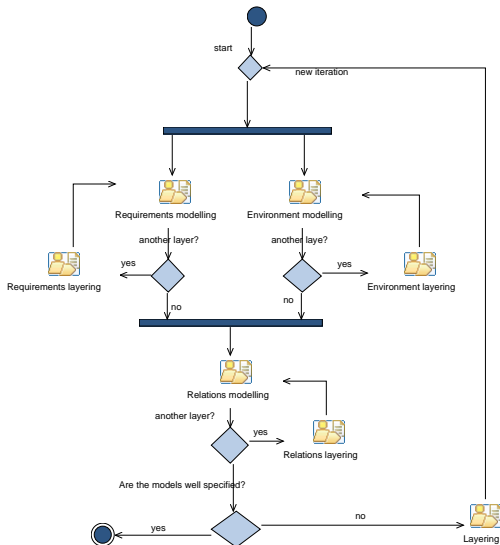 start
new iteration
Requirements modelling
Environment modelling
another layer?
another laye?
yes
yes
Requirements layering
Environment layering
no
no
Relations modelling
another layer?
yes
Relations layering
Are the models well specified?
yes
no
Layering